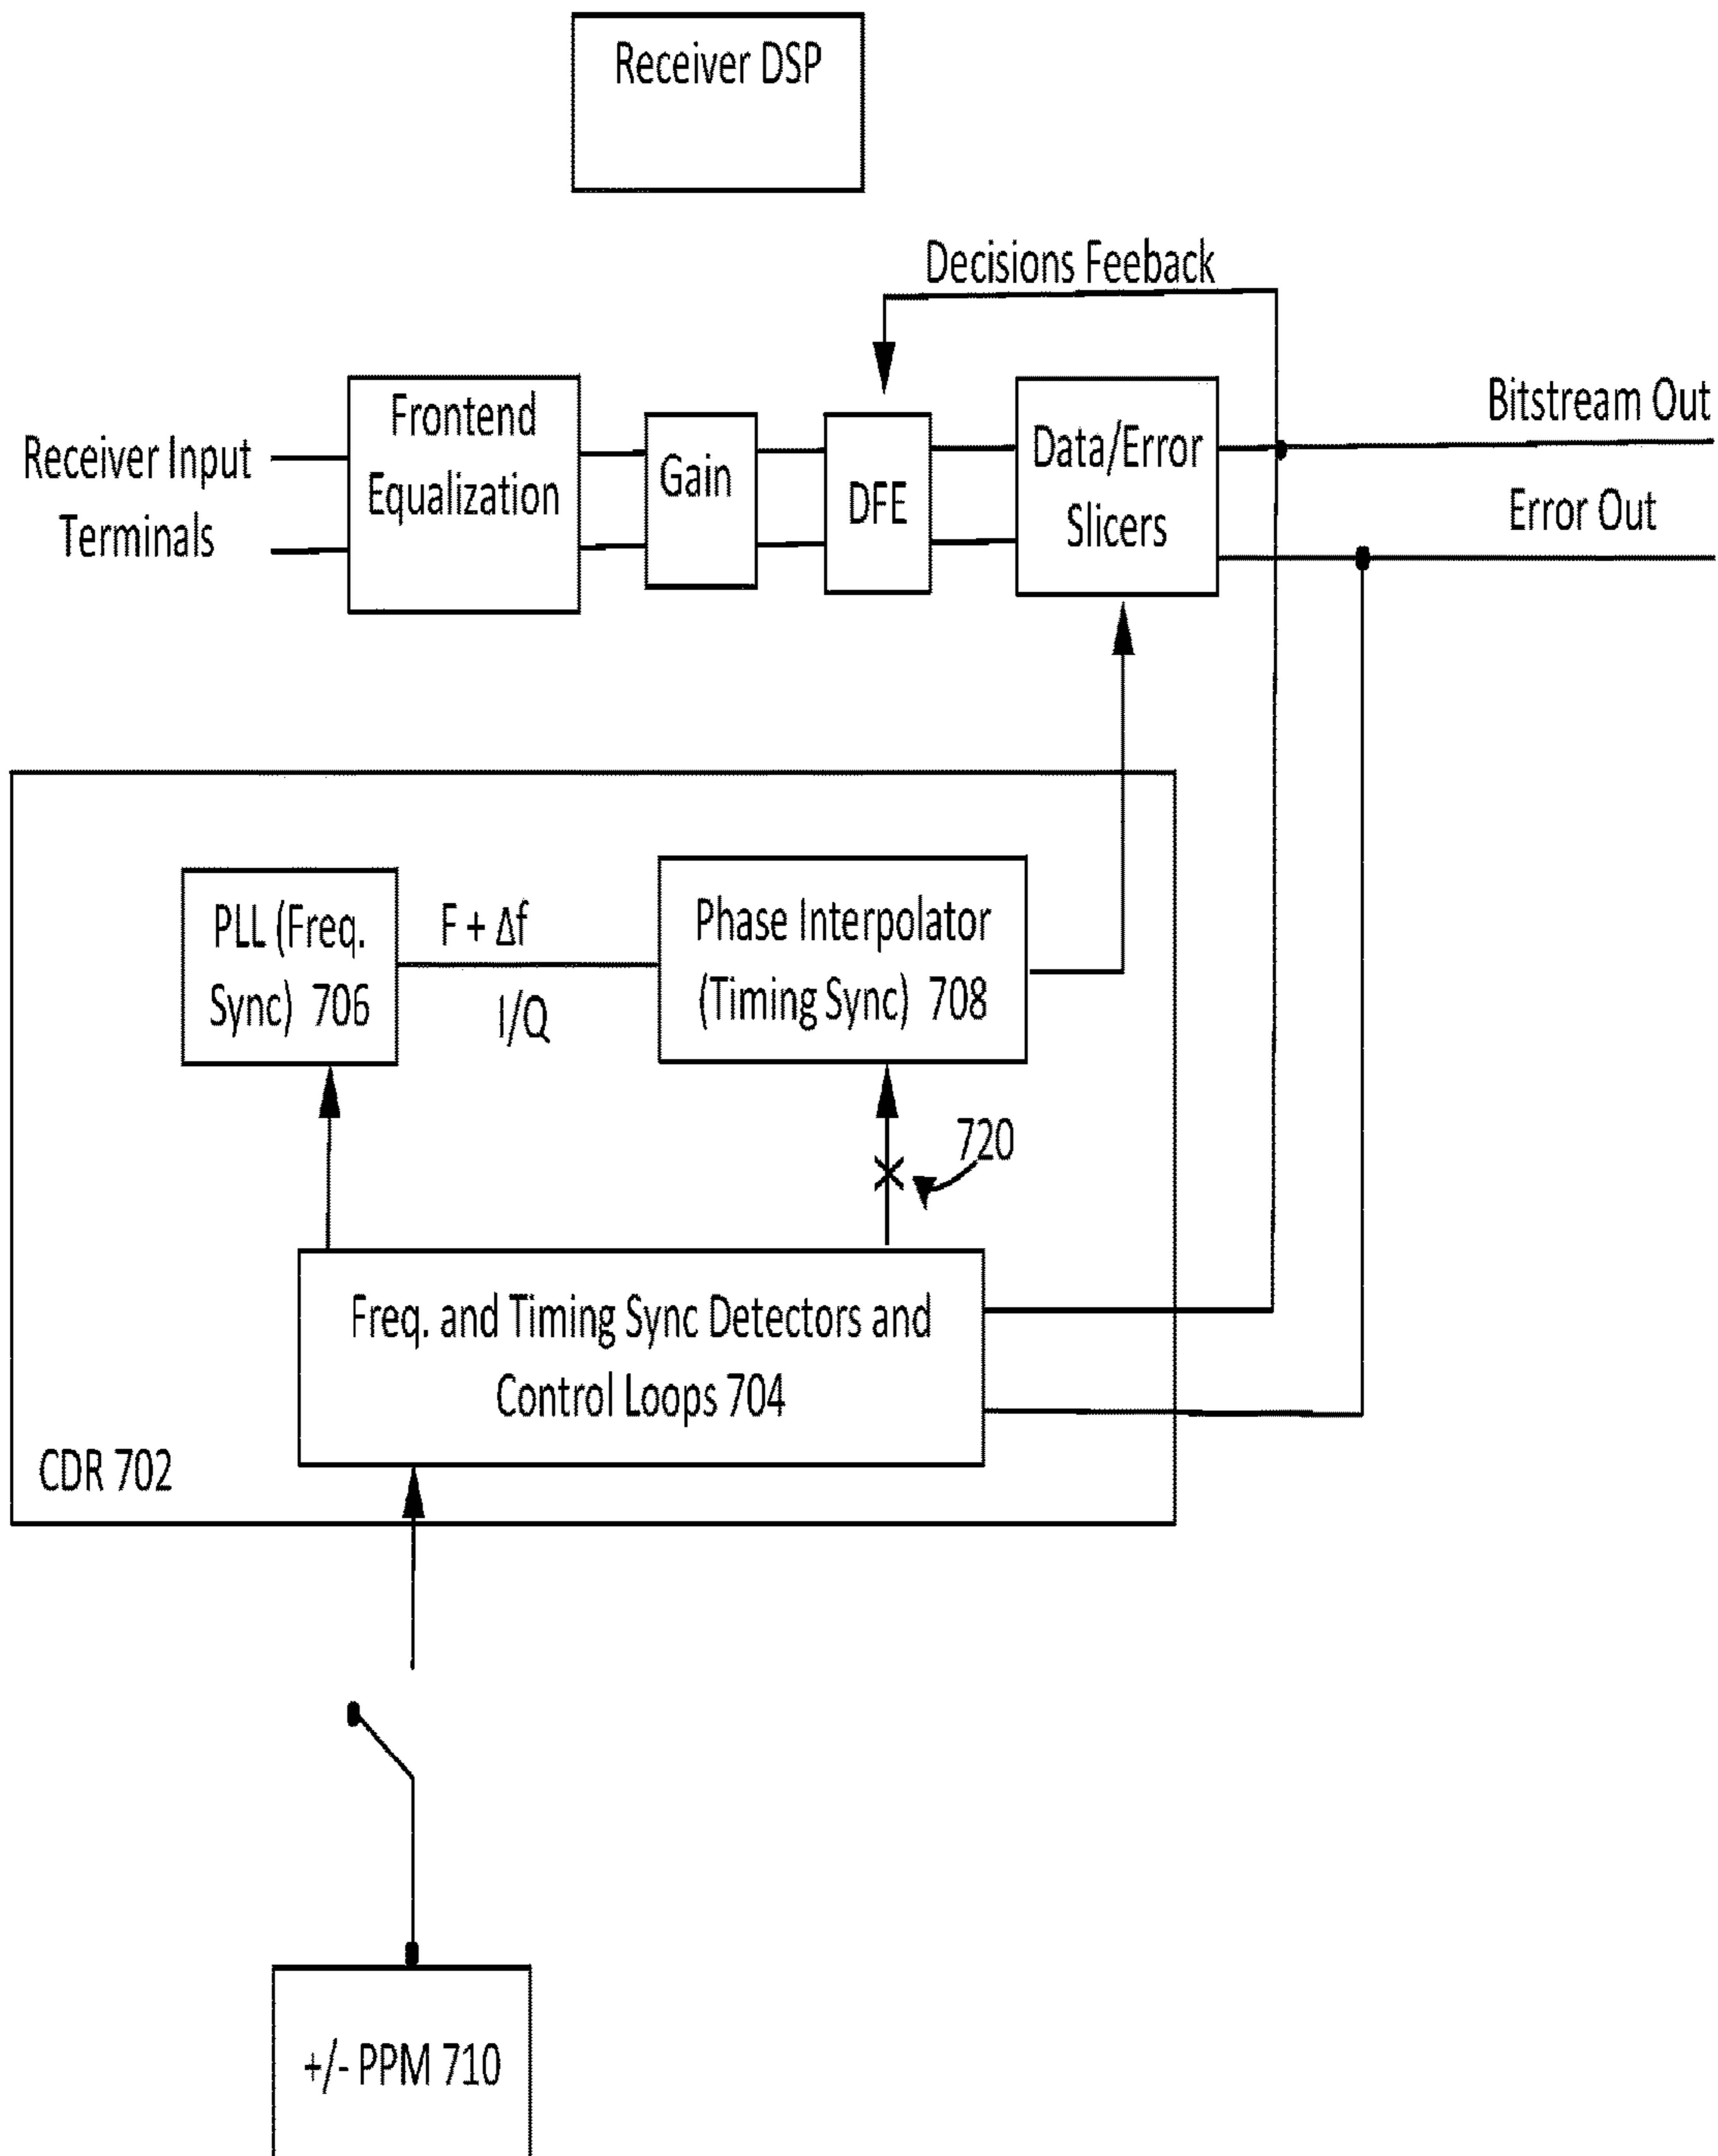 Receiver DSP
Decisions Feeback
Bitstream Out
Error Out
Receiver Input
Terminals
Frontend
Equalization
Gain
DFE
Data/Error
Slicers
PLL (Freq.
Sync) 706
F + Δf
I/Q
Phase Interpolator
(Timing Sync) 708
720
Freq. and Timing Sync Detectors and
Control Loops 704
CDR 702
+/- PPM 710